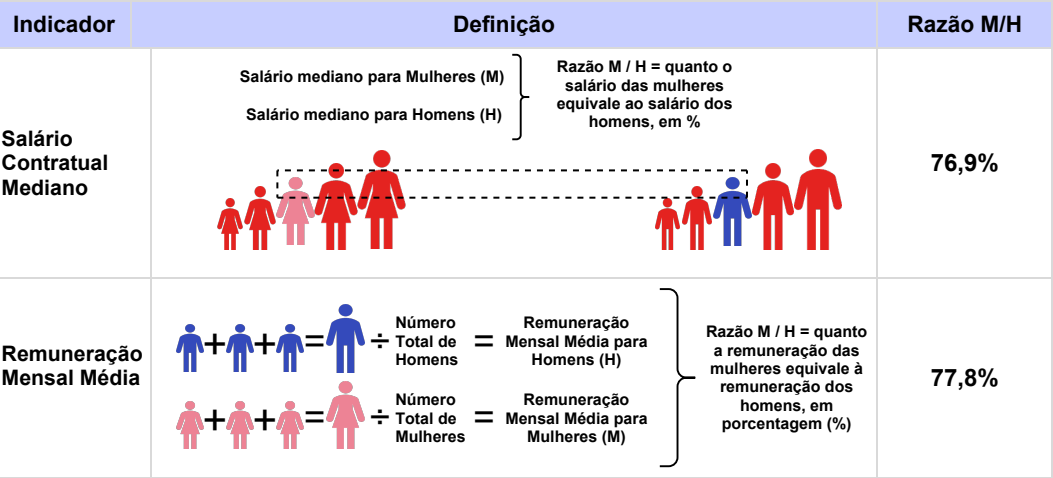 Indicador
Definição
Razão M/H
Salário
Contratual
Mediano
Salário mediano para Mulheres (M)
Salário mediano para Homens (H)
Razão M / H = quanto o
salário das mulheres
equivale ao salário dos
homens, em %
76,9%
Remuneração
Mensal Média
+ + = ÷
Número
Total de
Homens
=
Remuneração
Mensal Média para
Homens (H)
+ + = ÷
Número
Total de
Mulheres
=
Remuneração
Mensal Média para
Mulheres (M)
Razão M / H = quanto
a remuneração das
mulheres equivale à
remuneração dos
homens, em
porcentagem (%)
77,8%